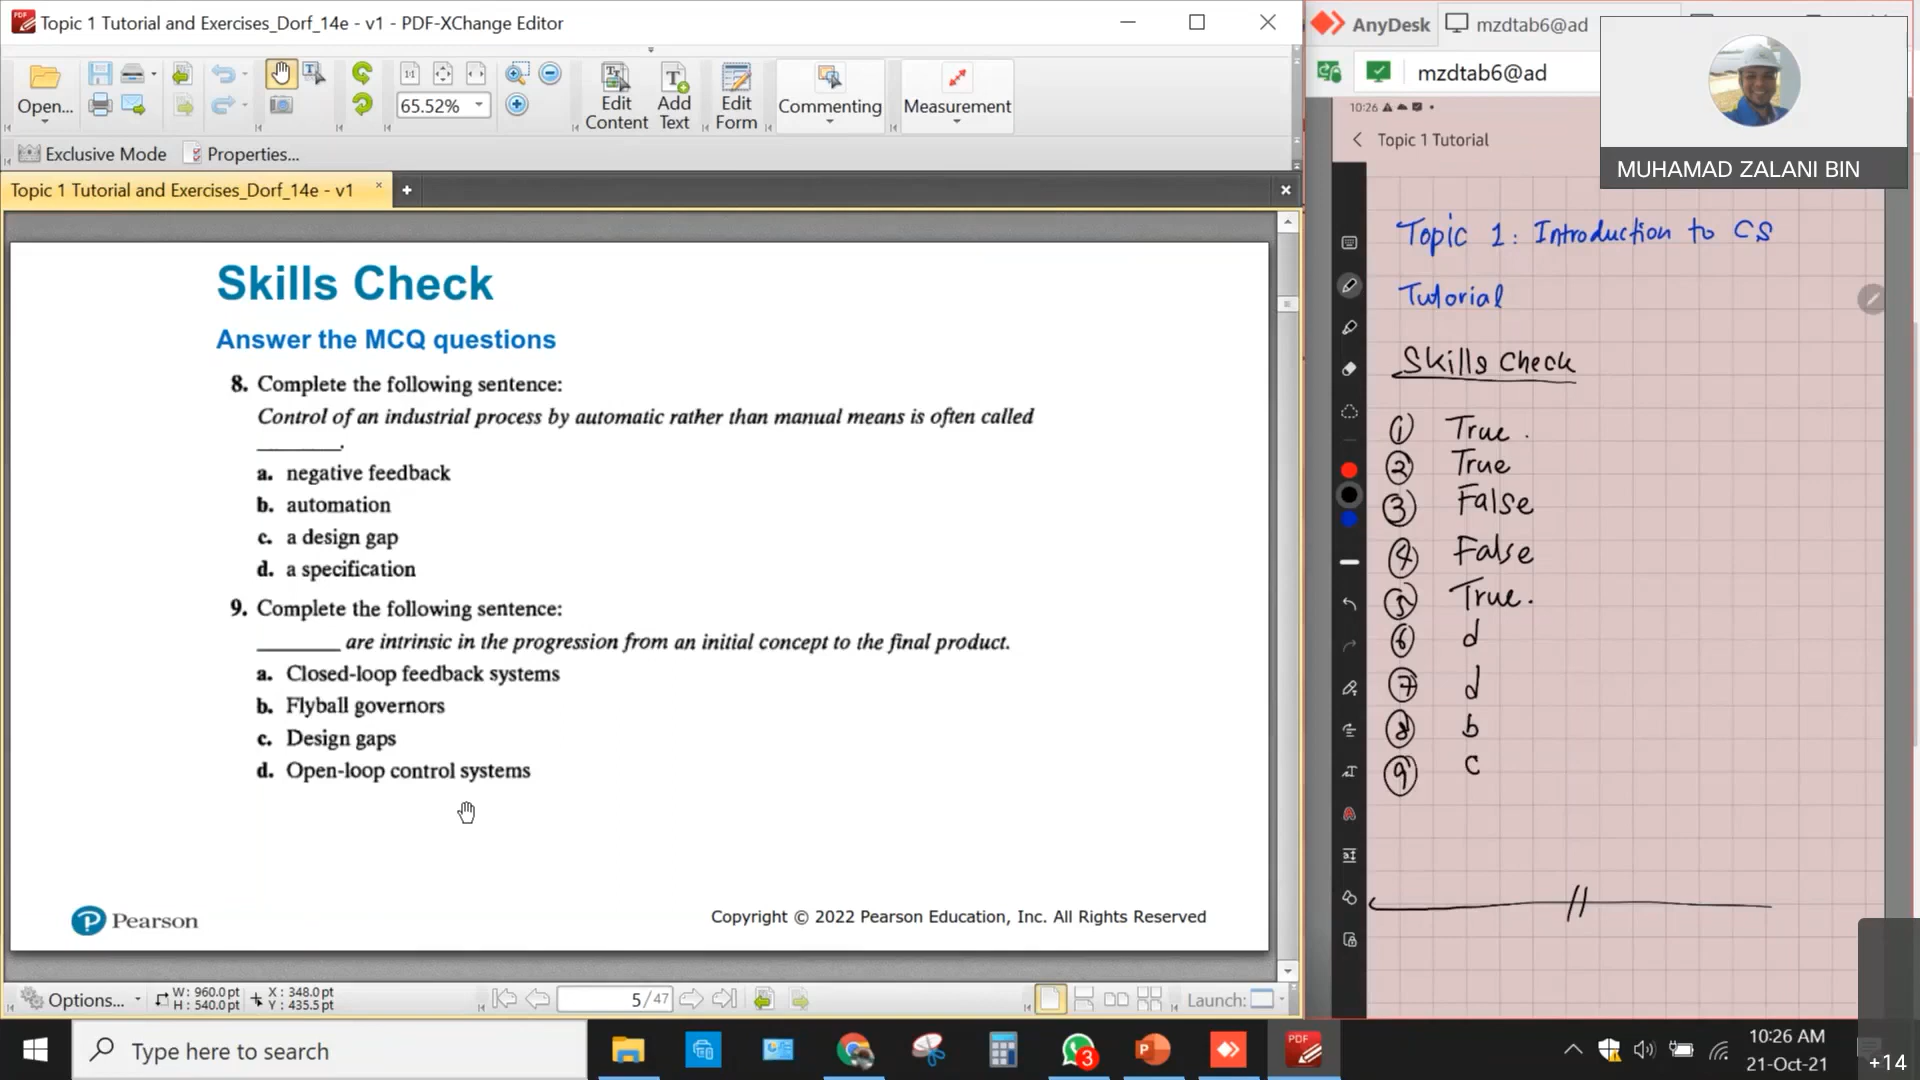 Topic 1 Tutorial and Exercises_Dorf_14e - v1 - PDF-XChange Editor
Open...
65.52%
Edit Content
Add Text
Edit Form
Commenting
Measurement
Exclusive Mode
Properties...
Topic 1 Tutorial and Exercises_Dorf_14e - v1
Skills Check
Answer the MCQ questions
8. Complete the following sentence:
Control of an industrial process by automatic rather than manual means is often called
________.
a. negative feedback
b. automation
c. a design gap
d. a specification
9. Complete the following sentence:
________ are intrinsic in the progression from an initial concept to the final product.
a. Closed-loop feedback systems
b. Flyball governors
c. Design gaps
d. Open-loop control systems
Pearson
Copyright © 2022 Pearson Education, Inc. All Rights Reserved
Options...
W: 960.0pt
H: 540.0pt
X: 348.0pt
Y: 435.5pt
5 / 47
Launch:
AnyDesk
mzdtab6@ad
mzdtab6@ad
MUHAMAD ZALANI BIN
10:26
Topic 1 Tutorial
Topic 1: Introduction to CS
Tutorial
Skills Check
1 True.
2 True
3 False
4 False
5 True.
6 d
7 d
8 b
9 c
Type here to search
3
PDF
10:26 AM
21-Oct-21
+14